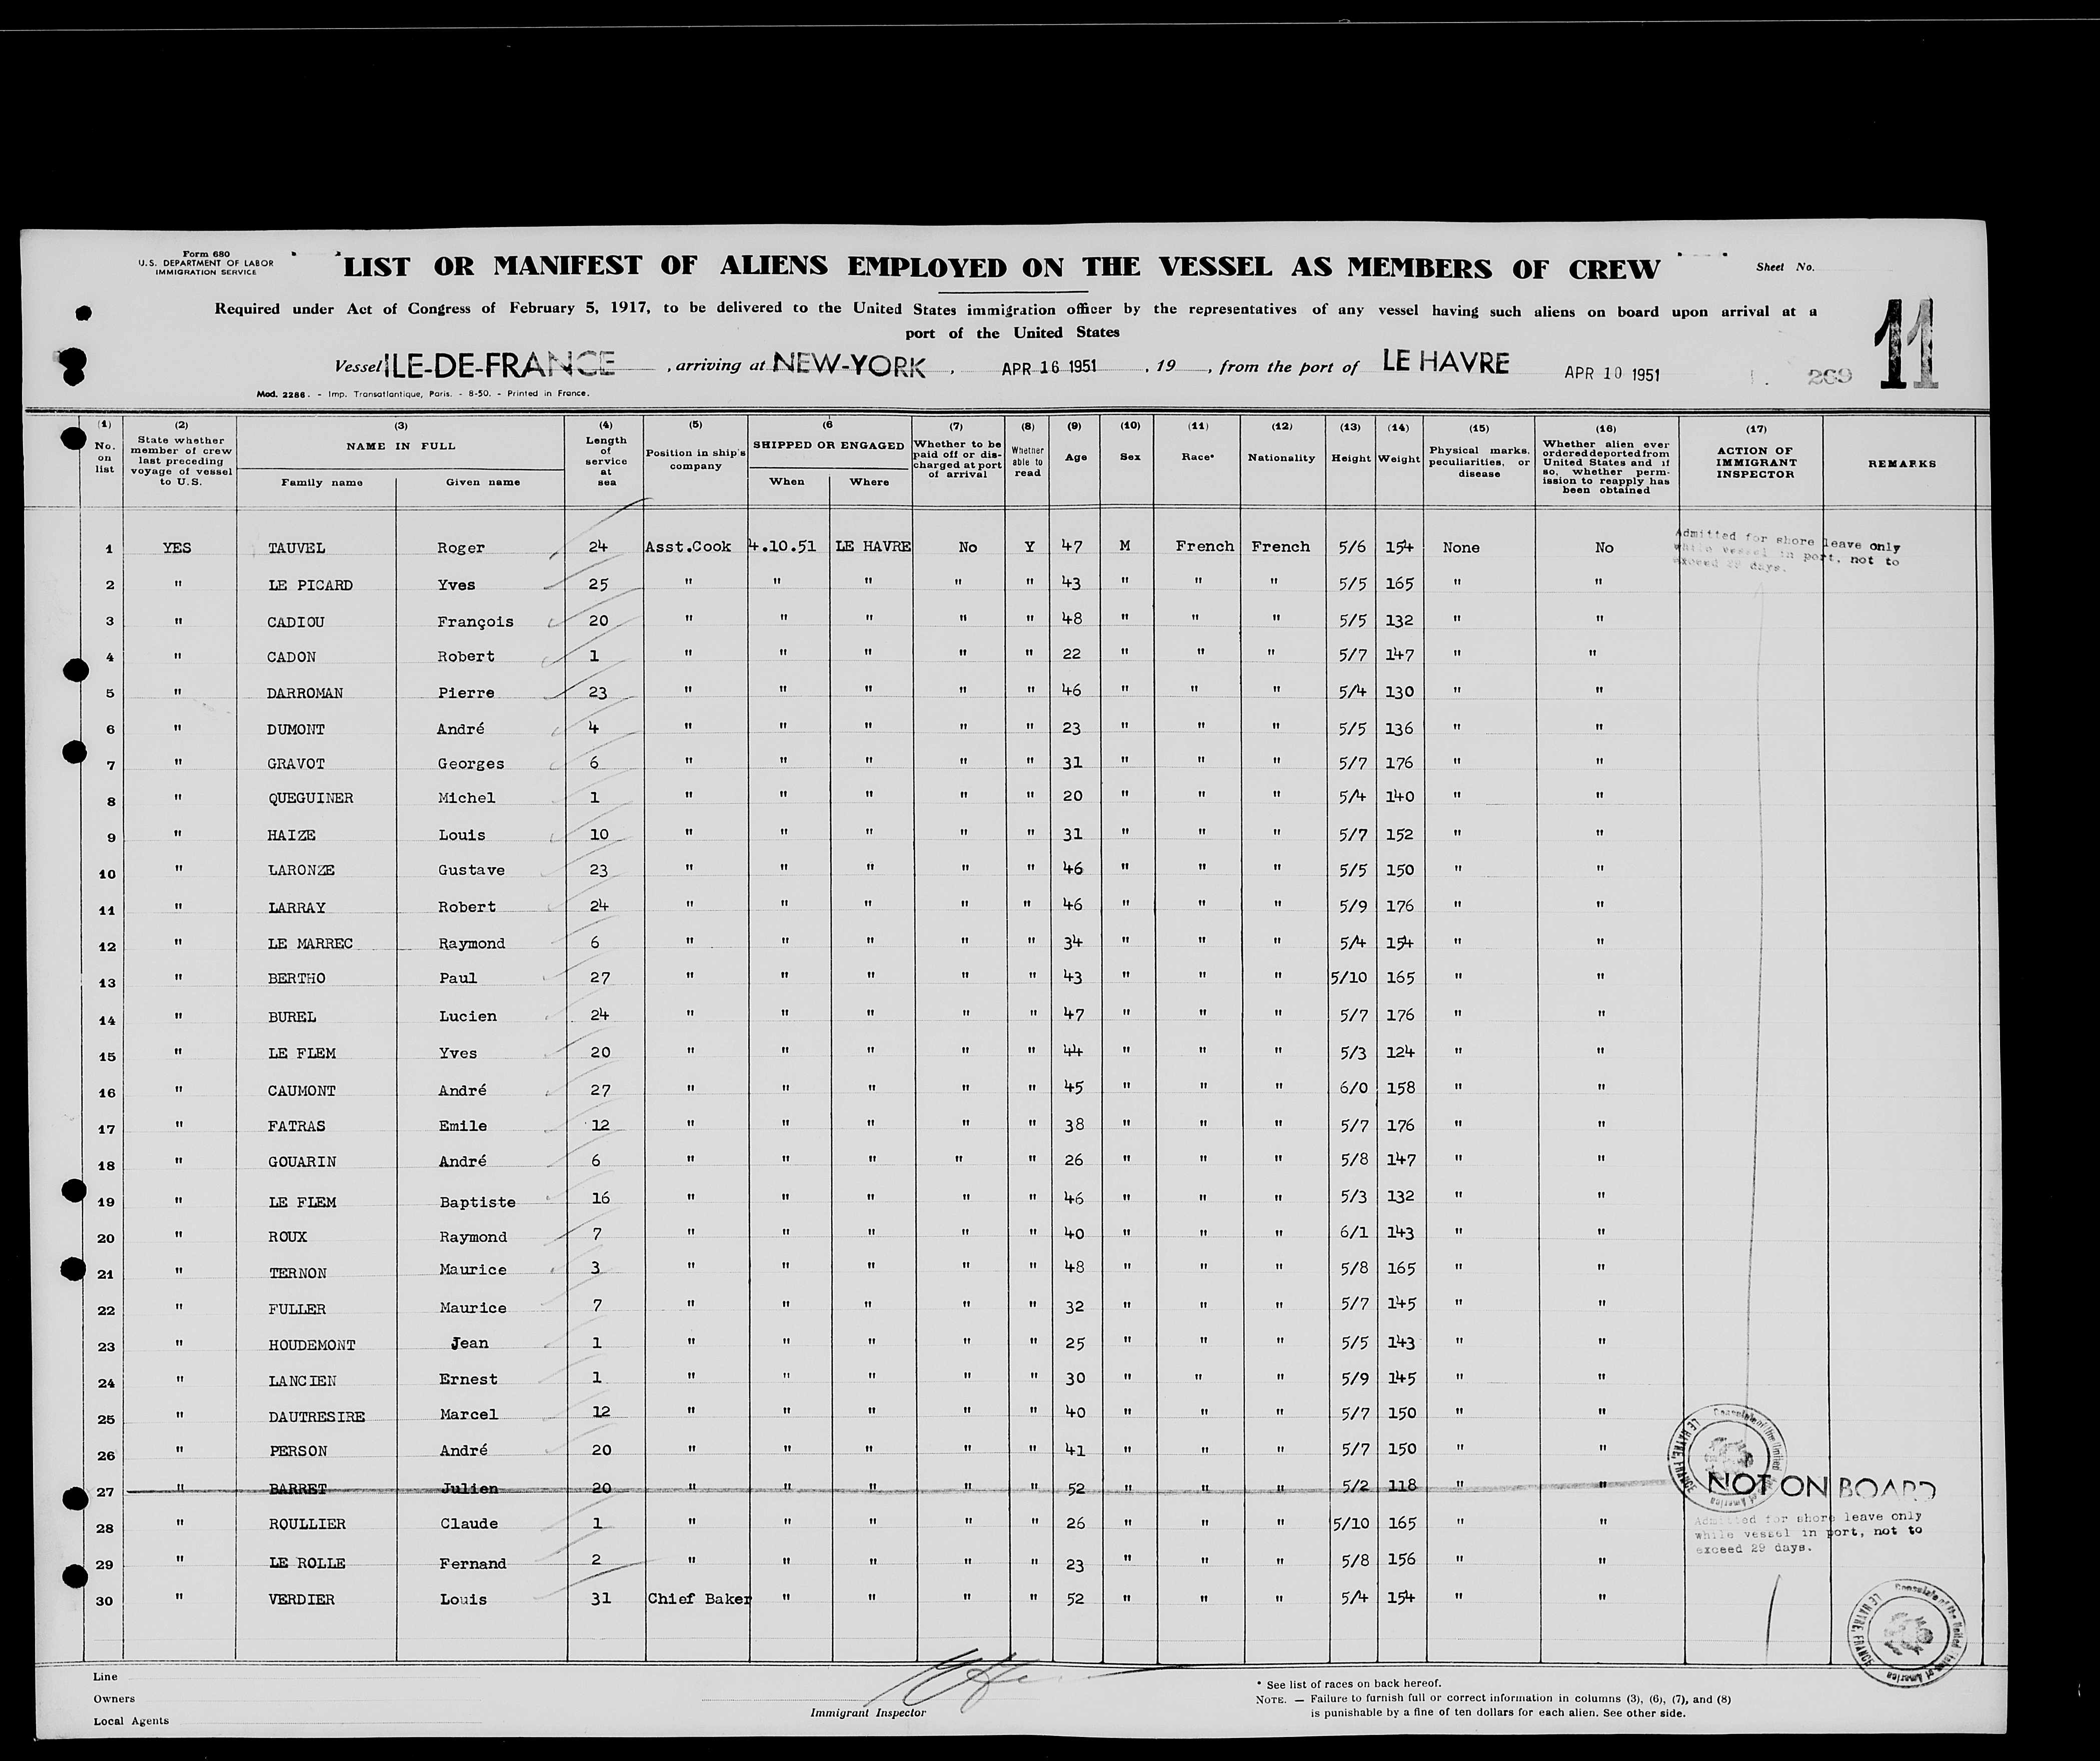 Form 680
U.S. DEPARTMENT OF LABOR
IMMIGRATION SERVICE
LIST OR MANIFEST OF ALIENS EMPLOYED ON THE VESSEL AS MEMBERS OF CREW
Sheet No.
11
Required under Act of Congress of February 5, 1917, to be delivered to the United States immigration officer by the representatives of any vessel having such aliens on board upon arrival at a
port of the United States
Vessel ILE-DE-FRANCE, arriving at NEW-YORK, APR 16 1951, 19, from the port of LE HAVRE APR 10 1951 269
Mod. 2286. - Imp. Transatlantique, Paris. - 8-50. - Printed in France.
(1) No. on list (2) State whether member of crew last preceding voyage of vessel to U.S. (3) NAME IN FULL Family name Given name (4) Length of service at sea (5) Position in ship's company (6 SHIPPED OR ENGAGED When Where (7) Whether to be paid off or discharged at port of arrival (8) Whether able to read (9) Age (10) Sex (11) Race* (12) Nationality (13) Height (14) Weight (15) Physical marks, peculiarities, or disease (16) Whether alien ever ordered deported from United States and if so, whether permission to reapply has been obtained (17) ACTION OF IMMIGRANT INSPECTOR REMARKS
1 YES TAUVEL Roger 24 Asst.Cook 4.10.51 LE HAVRE No Y 47 M French French 5/6 154 None No Admitted for shore leave only while vessel in port, not to exceed 29 days.
2 " LE PICARD Yves 25 " " " " " 43 " " " 5/5 165 " "
3 " CADIOU François 20 " " " " " 48 " " " 5/5 132 " "
4 " CADON Robert 1 " " " " " 22 " " " 5/7 147 " "
5 " DARROMAN Pierre 23 " " " " " 46 " " " 5/4 130 " "
6 " DUMONT André 4 " " " " " 23 " " " 5/5 136 " "
7 " GRAVOT Georges 6 " " " " " 31 " " " 5/7 176 " "
8 " QUEGUINER Michel 1 " " " " " 20 " " " 5/4 140 " "
9 " HAIZE Louis 10 " " " " " 31 " " " 5/7 152 " "
10 " LARONZE Gustave 23 " " " " " 46 " " " 5/5 150 " "
11 " LARRAY Robert 24 " " " " " 46 " " " 5/9 176 " "
12 " LE MARREC Raymond 6 " " " " " 34 " " " 5/4 154 " "
13 " BERTHO Paul 27 " " " " " 43 " " " 5/10 165 " "
14 " BUREL Lucien 24 " " " " " 47 " " " 5/7 176 " "
15 " LE FLEM Yves 20 " " " " " 44 " " " 5/3 124 " "
16 " CAUMONT André 27 " " " " " 45 " " " 6/0 158 " "
17 " FATRAS Emile 12 " " " " " 38 " " " 5/7 176 " "
18 " GOUARIN André 6 " " " " " 26 " " " 5/8 147 " "
19 " LE FLEM Baptiste 16 " " " " " 46 " " " 5/3 132 " "
20 " ROUX Raymond 7 " " " " " 40 " " " 6/1 143 " "
21 " TERNON Maurice 3 " " " " " 48 " " " 5/8 165 " "
22 " FULLER Maurice 7 " " " " " 32 " " " 5/7 145 " "
23 " HOUDEMONT Jean 1 " " " " " 25 " " " 5/5 143 " "
24 " LANCIEN Ernest 1 " " " " " 30 " " " 5/9 145 " "
25 " DAUTRESIRE Marcel 12 " " " " " 40 " " " 5/7 150 " "
26 " PERSON André 20 " " " " " 41 " " " 5/7 150 " "
27 " BARRET Julien 20 " " " " " 52 " " " 5/2 118 " " NOT ON BOARD
28 " ROULLIER Claude 1 " " " " " 26 " " " 5/10 165 " " Admitted for shore leave only while vessel in port, not to exceed 29 days.
29 " LE ROLLE Fernand 2 " " " " " 23 " " " 5/8 156 " "
30 " VERDIER Louis 31 Chief Baker " " " " 52 " " " 5/4 154 " "
Consulate of the United States of America LE HAVRE, FRANCE
Consulate of the United States of America LE HAVRE, FRANCE
Line
Owners
Local Agents
Immigrant Inspector
* See list of races on back hereof.
NOTE. — Failure to furnish full or correct information in columns (3), (6), (7), and (8)
is punishable by a fine of ten dollars for each alien. See other side.